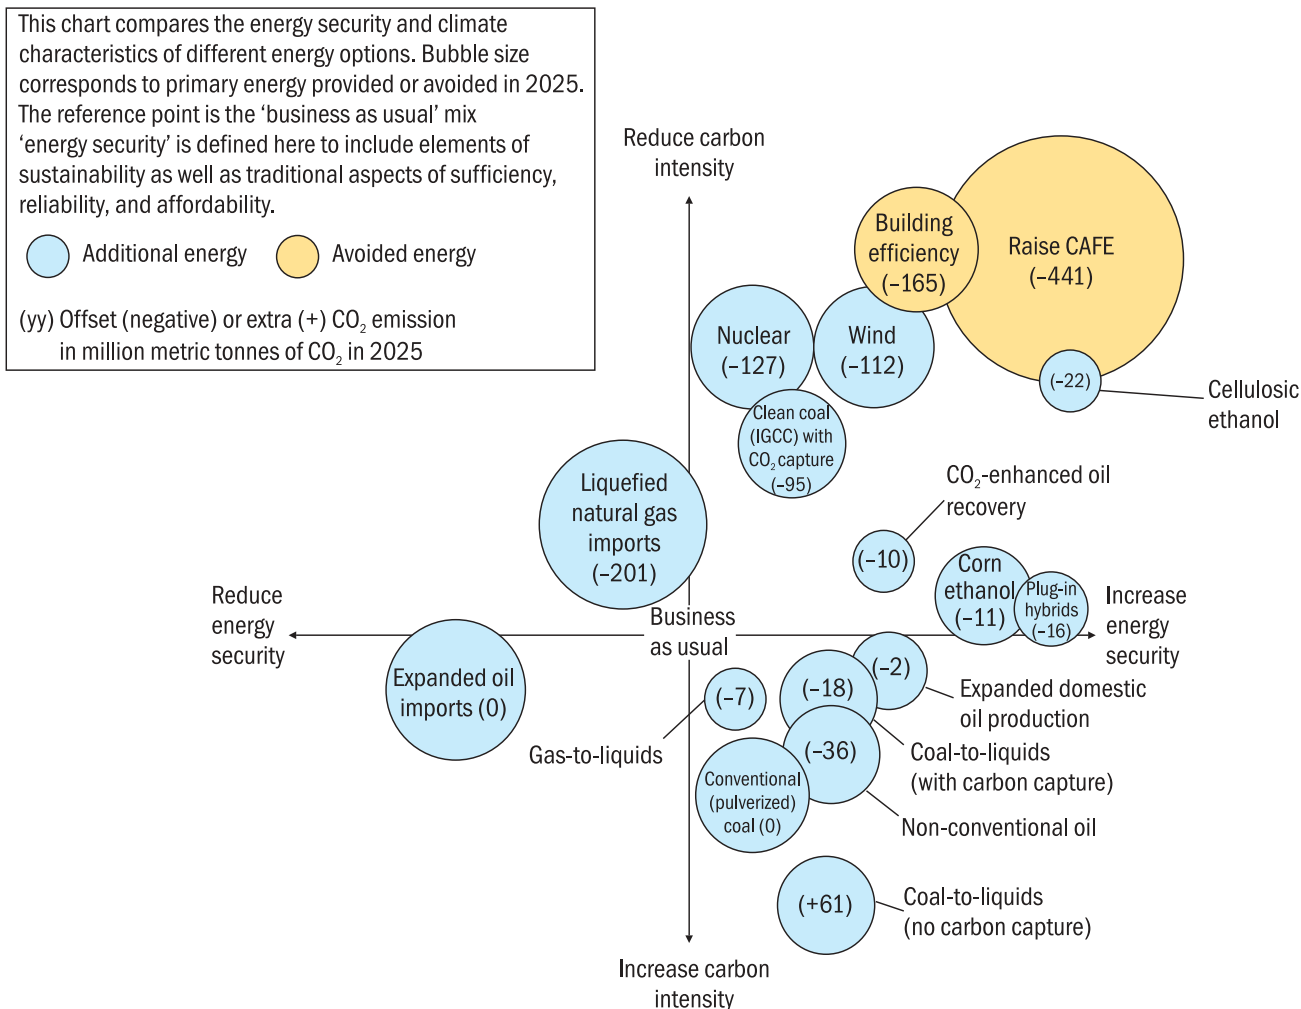 This chart compares the energy security and climate
characteristics of different energy options. Bubble size
corresponds to primary energy provided or avoided in 2025.
The reference point is the ‘business as usual’ mix
‘energy security’ is defined here to include elements of
sustainability as well as traditional aspects of sufficiency,
reliability, and affordability.
Additional energy
Avoided energy
(yy) Offset (negative) or extra (+) CO₂ emission
in million metric tonnes of CO₂ in 2025
Reduce carbon
intensity
Building
efficiency
(–165)
Raise CAFE
(–441)
Nuclear
(–127)
Wind
(–112)
(–22)
Cellulosic
ethanol
Clean coal
(IGCC) with
CO₂ capture
(–95)
Liquefied
natural gas
imports
(–201)
CO₂-enhanced oil
recovery
(–10)
Corn
ethanol
(–11)
Plug-in
hybrids
(–16)
Reduce
energy
security
Business
as usual
Increase
energy
security
Expanded oil
imports (0)
(–7)
Gas-to-liquids
(–18)
(–2)
Expanded domestic
oil production
(–36)
Coal-to-liquids
(with carbon capture)
Conventional
(pulverized)
coal (0)
Non-conventional oil
(+61)
Coal-to-liquids
(no carbon capture)
Increase carbon
intensity